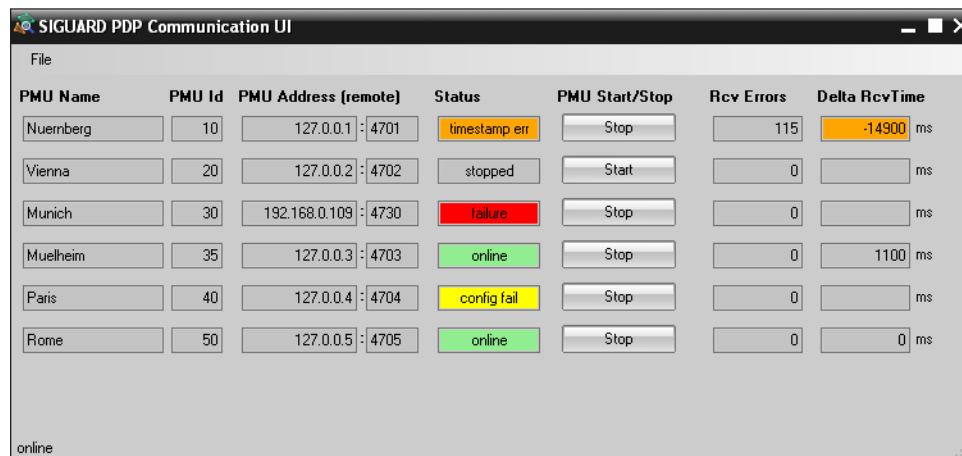 SIGUARD PDP Communication UI
File
PMU Name PMU Id PMU Address (remote) Status PMU Start/Stop Rcv Errors Delta RcvTime
Nuernberg 10 127.0.0.1 : 4701 timestamp err Stop 115 -14900 ms
Vienna 20 127.0.0.2 : 4702 stopped Start 0 ms
Munich 30 192.168.0.109 : 4730 failure Stop 0 ms
Muelheim 35 127.0.0.3 : 4703 online Stop 0 1100 ms
Paris 40 127.0.0.4 : 4704 config fail Stop 0 ms
Rome 50 127.0.0.5 : 4705 online Stop 0 0 ms
online